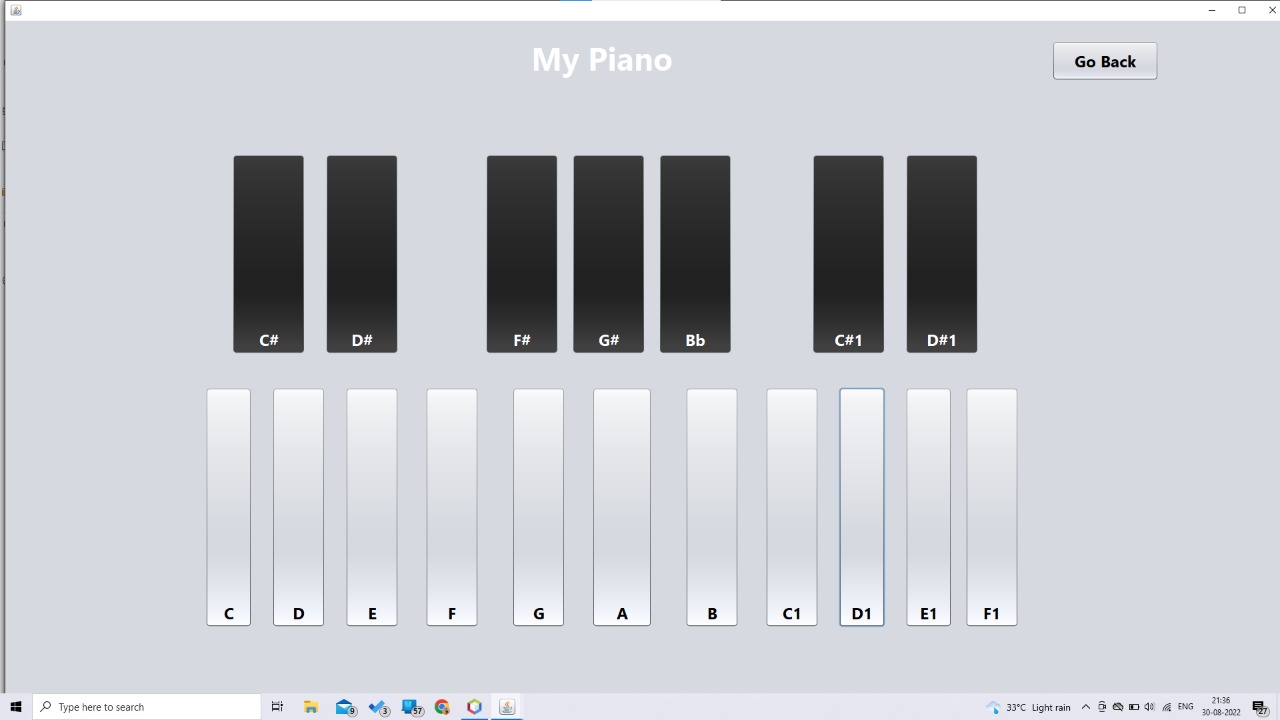 My Piano
Go Back
C# D# F# G# Bb C#1 D#1
C D E F G A B C1 D1 E1 F1
Type here to search
9 3 57
33°C Light rain
ENG
21:36
30-08-2022
27